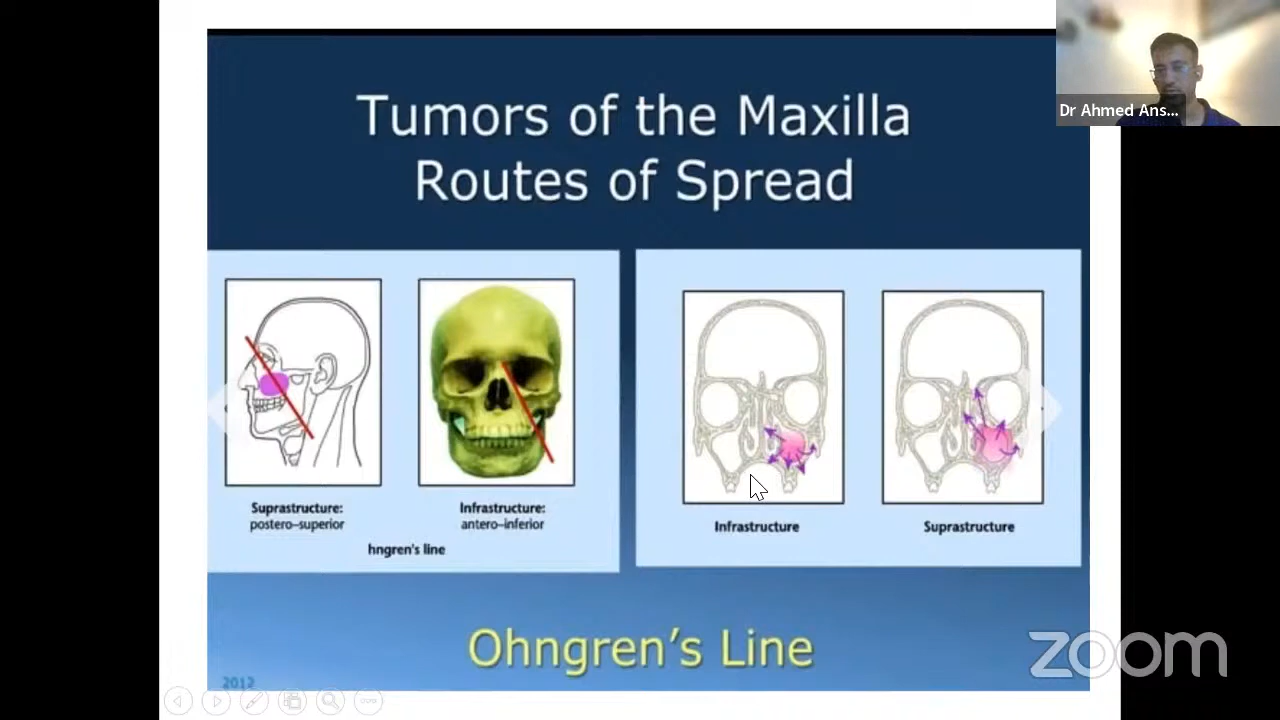 Dr Ahmed Ans...
Tumors of the Maxilla
Routes of Spread
Suprastructure:
postero-superior
Infrastructure:
antero-inferior
hngren's line
Infrastructure
Suprastructure
Ohngren's Line
2012
zoom